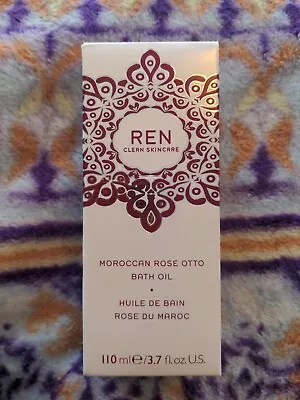 REN
CLEAN SKINCARE
MOROCCAN ROSE OTTO
BATH OIL
•
HUILE DE BAIN
ROSE DU MAROC
110 ml ℮/3.7 fl.oz. U.S.